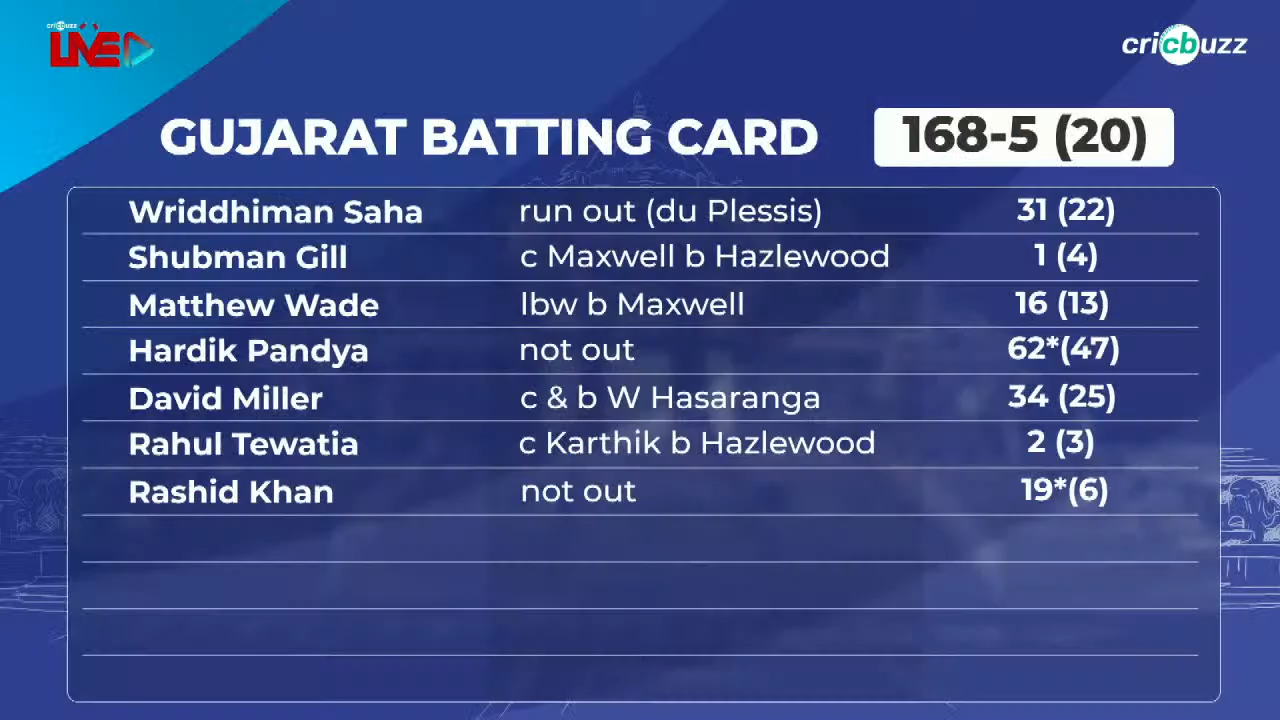 cricbuzz
LIVE
cricbuzz
GUJARAT BATTING CARD 168-5 (20)
Wriddhiman Saha run out (du Plessis) 31 (22)
Shubman Gill c Maxwell b Hazlewood 1 (4)
Matthew Wade lbw b Maxwell 16 (13)
Hardik Pandya not out 62*(47)
David Miller c & b W Hasaranga 34 (25)
Rahul Tewatia c Karthik b Hazlewood 2 (3)
Rashid Khan not out 19*(6)